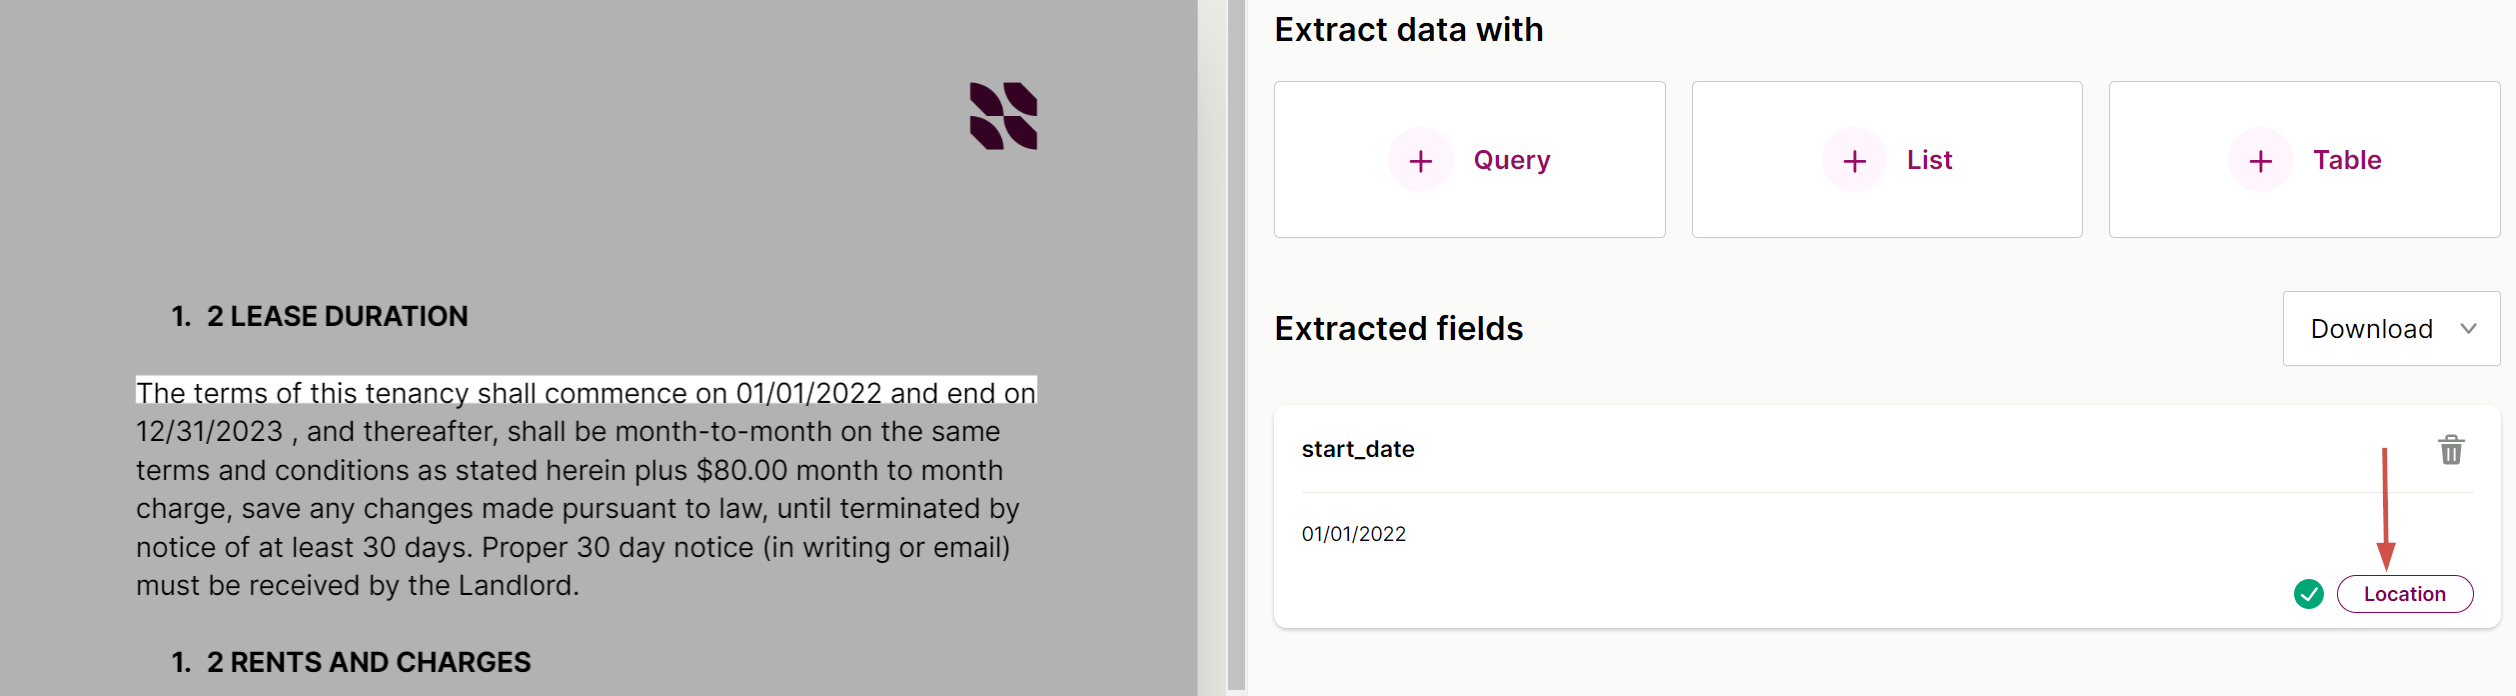 1. 2 LEASE DURATION
The terms of this tenancy shall commence on 01/01/2022 and end on
12/31/2023 , and thereafter, shall be month-to-month on the same
terms and conditions as stated herein plus $80.00 month to month
charge, save any changes made pursuant to law, until terminated by
notice of at least 30 days. Proper 30 day notice (in writing or email)
must be received by the Landlord.
1. 2 RENTS AND CHARGES
Extract data with
Query
List
Table
Extracted fields
Download
start_date
01/01/2022
Location